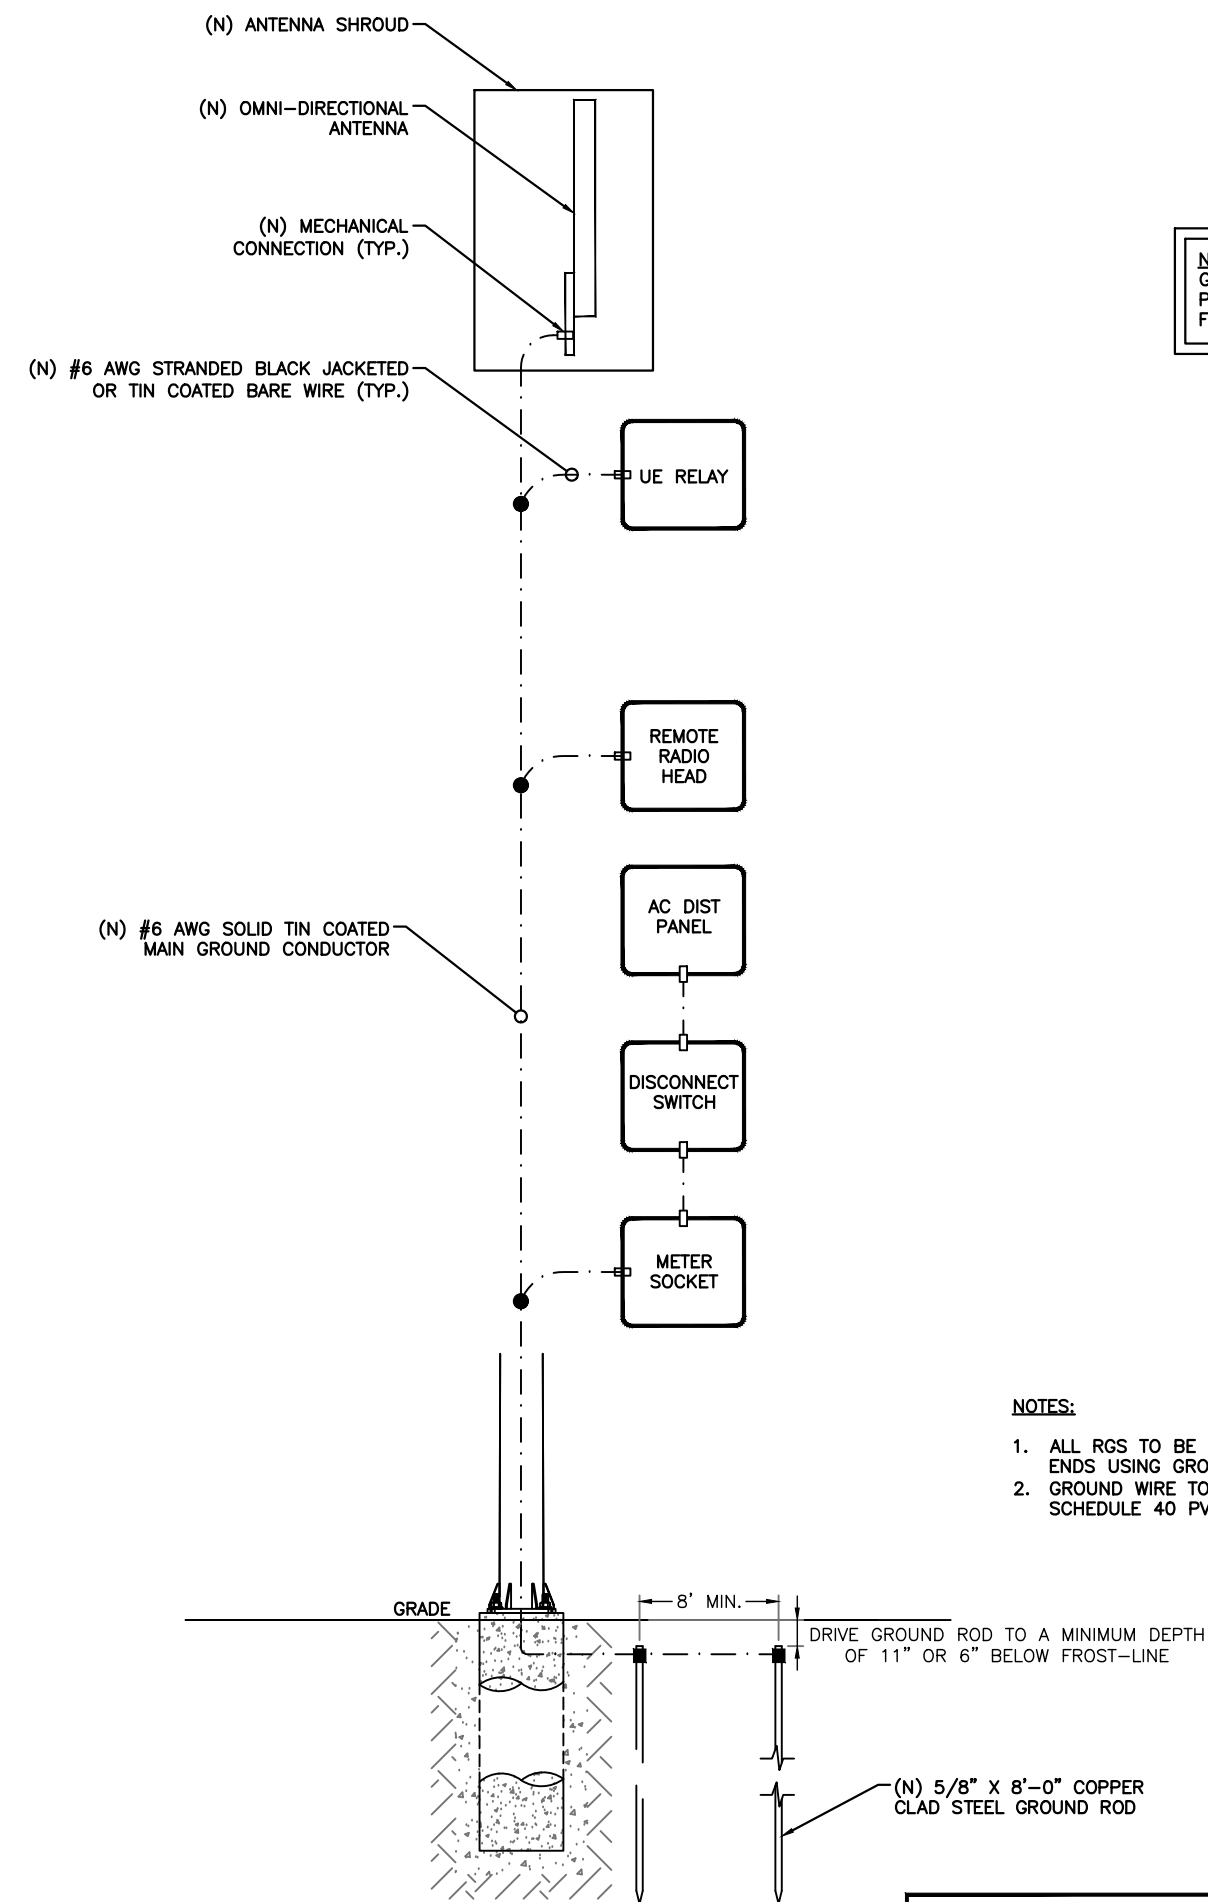 (N) ANTENNA SHROUD
(N) OMNI-DIRECTIONAL
ANTENNA
(N) MECHANICAL
CONNECTION (TYP.)
(N) #6 AWG STRANDED BLACK JACKETED
OR TIN COATED BARE WIRE (TYP.)
UE RELAY
REMOTE
RADIO
HEAD
AC DIST
PANEL
(N) #6 AWG SOLID TIN COATED
MAIN GROUND CONDUCTOR
DISCONNECT
SWITCH
METER
SOCKET
NOTES:
1. ALL RGS TO BE
ENDS USING
2. GROUND WIRE TO
SCHEDULE 40
GRADE
8' MIN.
DRIVE GROUND ROD TO A MINIMUM DEPTH
OF 11" OR 6" BELOW FROST-LINE
(N) 5/8" X 8'-0" COPPER
CLAD STEEL GROUND ROD